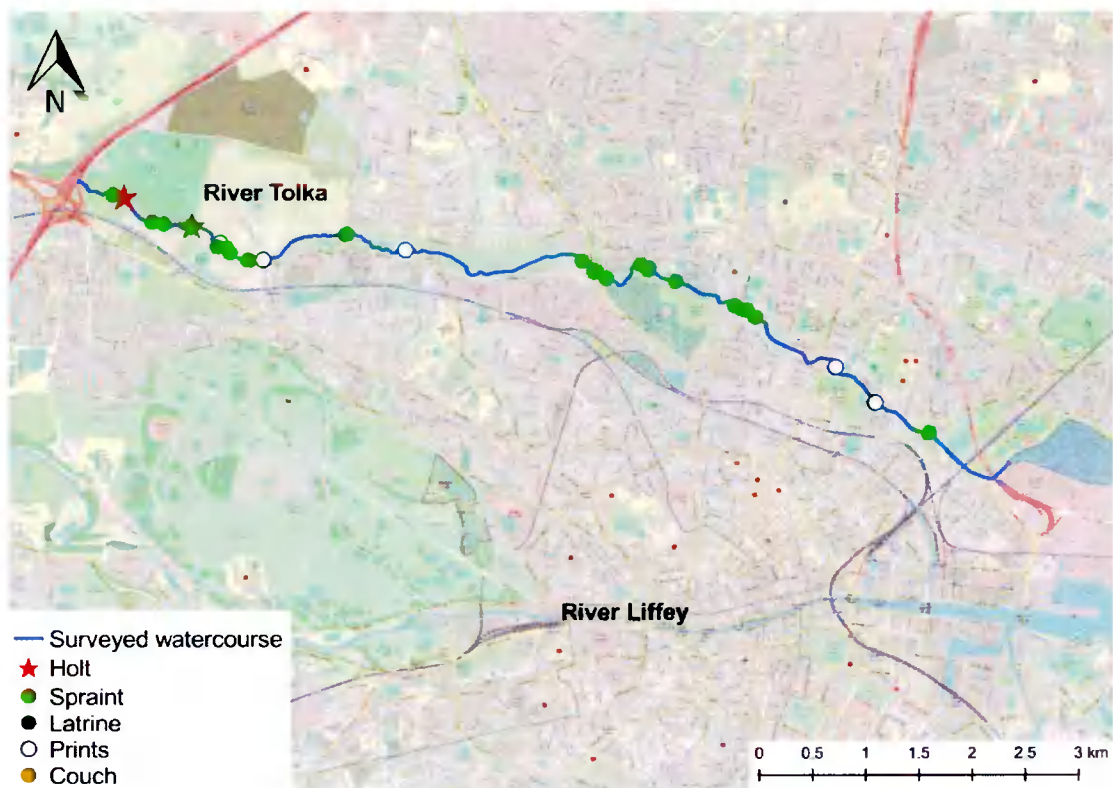 N
River Tolka
River Liffey
Surveyed watercourse
Holt
Spraint
Latrine
Prints
Couch
0 0.5 1 1.5 2 2 5 3 km